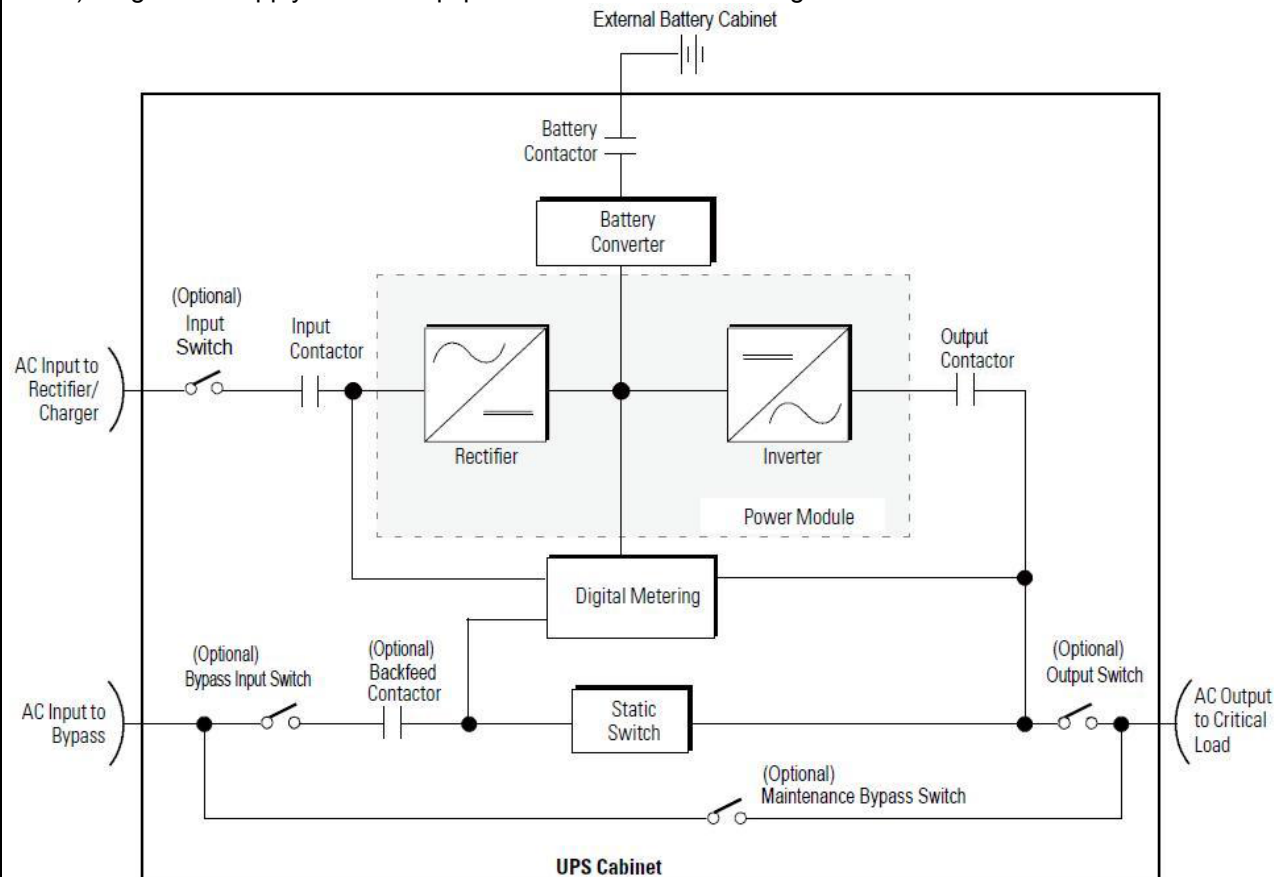 External Battery Cabinet
Battery
Contactor
Battery
Converter
(Optional)
Input
Switch
Input
Contactor
AC Input to
Rectifier/
Charger
Rectifier
Inverter
Output
Contactor
Power Module
Digital Metering
(Optional)
Bypass Input Switch
(Optional)
Backfeed
Contactor
(Optional)
Output Switch
AC Input to
Bypass
Static
Switch
AC Output
to Critical
Load
(Optional)
Maintenance Bypass Switch
UPS Cabinet